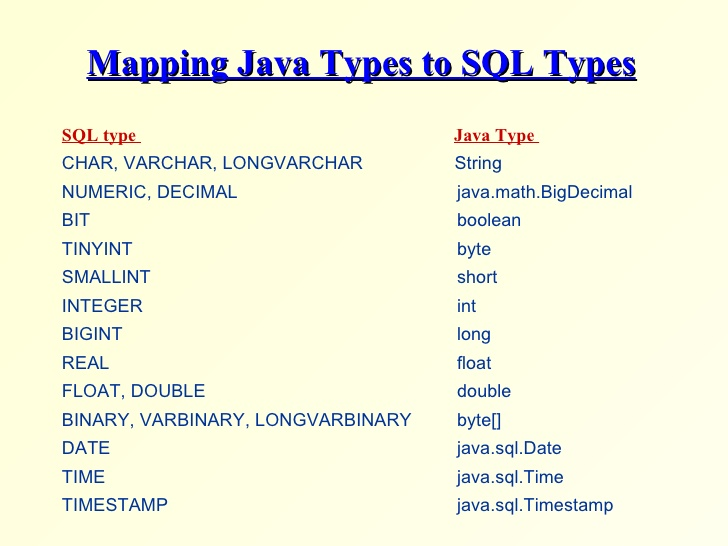 Mapping Java Types to SQL Types
SQL type Java Type
CHAR, VARCHAR, LONGVARCHAR String
NUMERIC, DECIMAL java.math.BigDecimal
BIT boolean
TINYINT byte
SMALLINT short
INTEGER int
BIGINT long
REAL float
FLOAT, DOUBLE double
BINARY, VARBINARY, LONGVARBINARY byte[]
DATE java.sql.Date
TIME java.sql.Time
TIMESTAMP java.sql.Timestamp